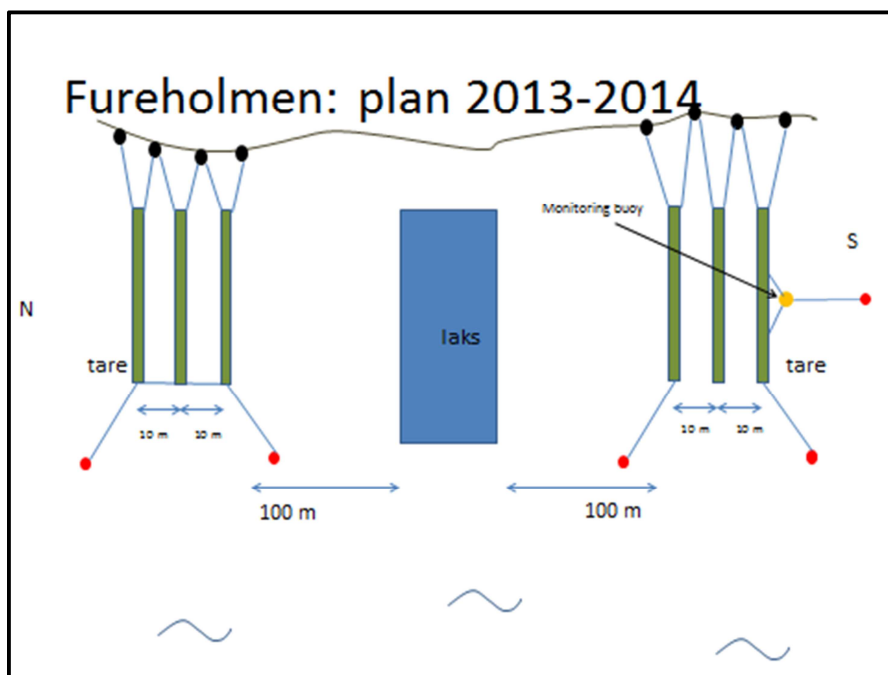 Fureholmen: plan 2013-2014
Monitoring buoy
S
N
laks
tare
tare
10 m
10 m
10 m
10 m
100 m
100 m